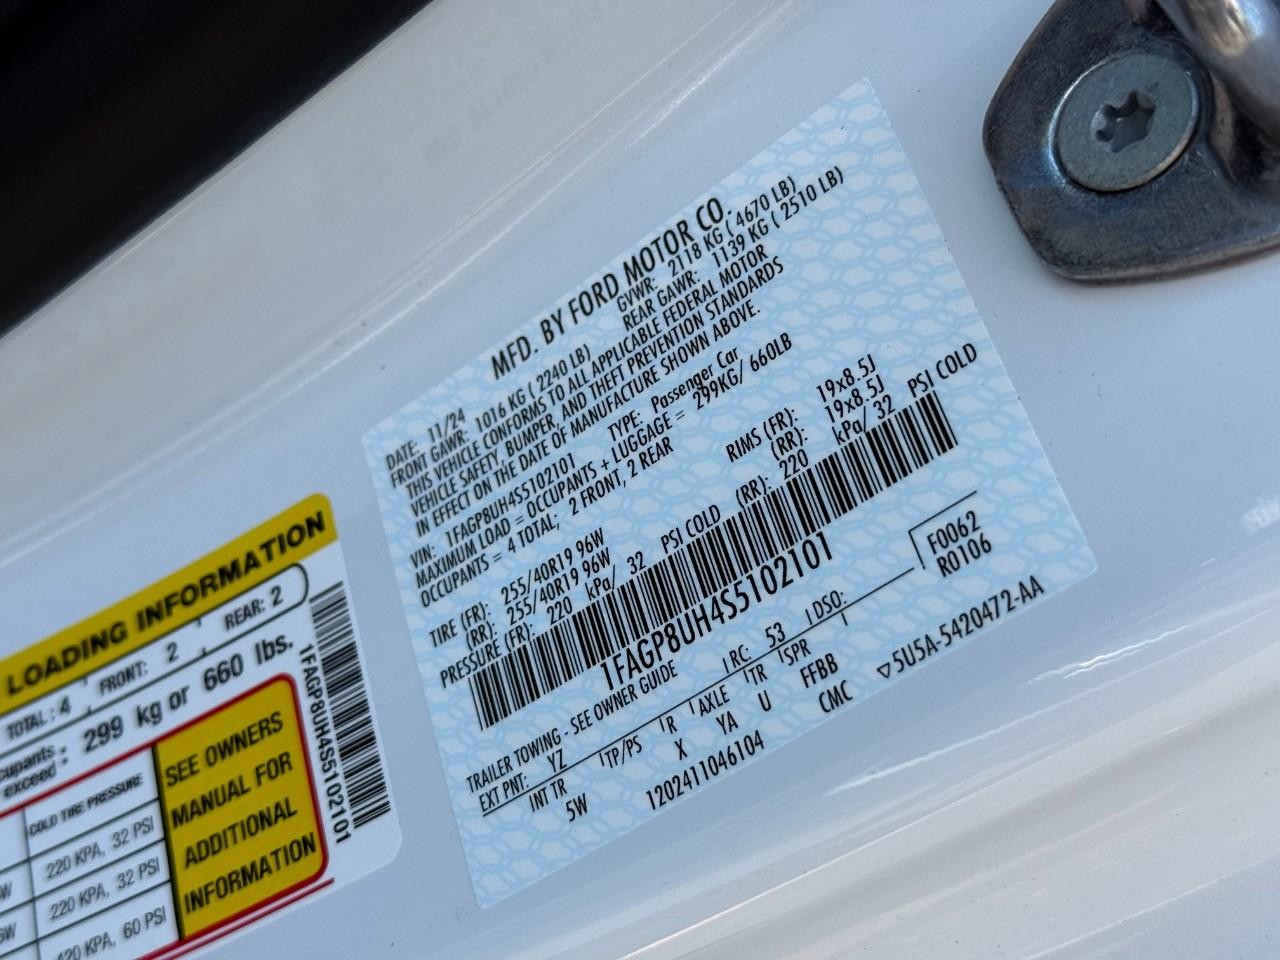 MFD. BY FORD MOTOR CO.
DATE: 11/24 GVWR: 2118 KG ( 4670 LB)
FRONT GAWR: 1016 KG ( 2240 LB) REAR GAWR: 1139 KG ( 2510 LB)
THIS VEHICLE CONFORMS TO ALL APPLICABLE FEDERAL MOTOR
VEHICLE SAFETY, BUMPER, AND THEFT PREVENTION STANDARDS
IN EFFECT ON THE DATE OF MANUFACTURE SHOWN ABOVE.
VIN: 1FAGP8UH4S5102101 TYPE: Passenger Car
MAXIMUM LOAD = OCCUPANTS + LUGGAGE = 299KG/ 660LB
OCCUPANTS = 4 TOTAL; 2 FRONT, 2 REAR
TIRE (FR): 255/40R19 96W RIMS (FR): 19x8.5J
(RR): 255/40R19 96W (RR): 19x8.5J
PRESSURE (FR): 220 kPa/ 32 PSI COLD (RR): 220 kPa/ 32 PSI COLD
1FAGP8UH4S5102101
TRAILER TOWING - SEE OWNER GUIDE
EXT PNT: YZ RC: 53 DSO:
F0062
R0106
INT TR TP/PS R AXLE TR SPR
5W X YA U FFBB
1202411046104 CMC ▽5U5A-5420472-AA
LOADING INFORMATION
TOTAL : 4 , FRONT: 2 , REAR: 2
299 kg or 660 lbs.
COLD TIRE PRESSURE
220 KPA, 32 PSI
220 KPA, 32 PSI
420 KPA, 60 PSI
SEE OWNERS
MANUAL FOR
ADDITIONAL
INFORMATION
1FAGP8UH4S5102101